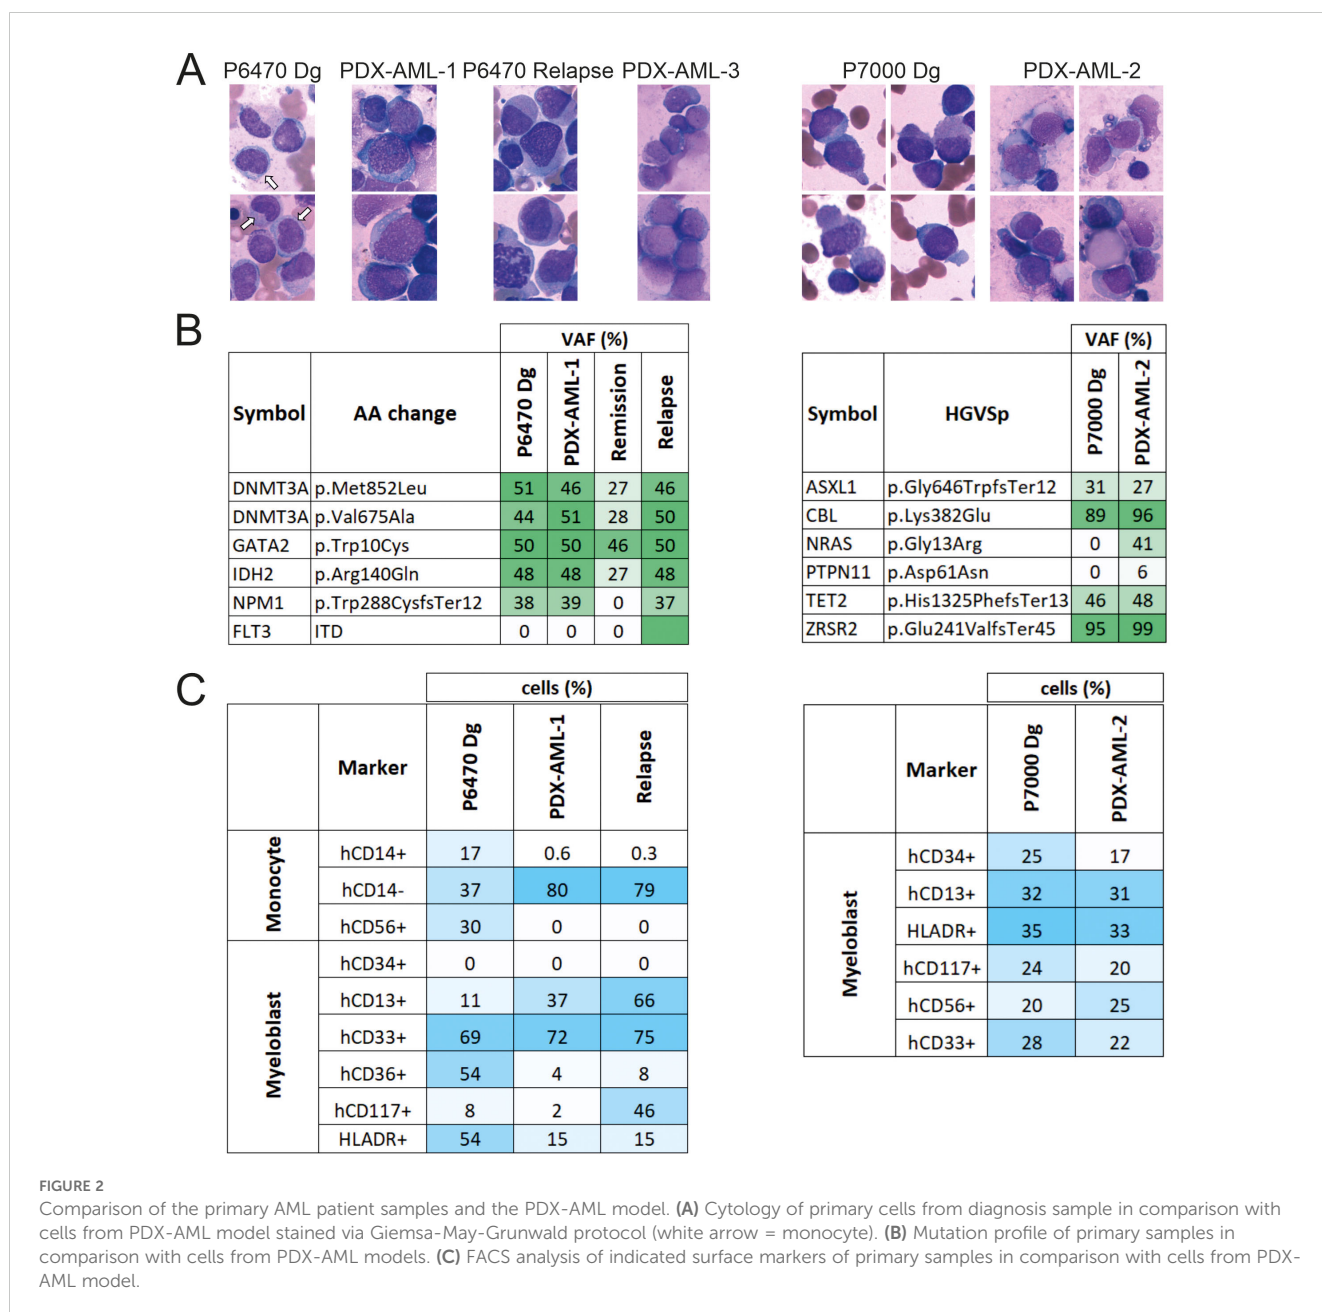 A
P6470 Dg PDX-AML-1 P6470 Relapse PDX-AML-3 P7000 Dg PDX-AML-2
B
VAF (%)
Symbol AA change P6470 Dg PDX-AML-1 Remission Relapse
DNMT3A p.Met852Leu 51 46 27 46
DNMT3A p.Val675Ala 44 51 28 50
GATA2 p.Trp10Cys 50 50 46 50
IDH2 p.Arg140Gln 48 48 27 48
NPM1 p.Trp288CysfsTer12 38 39 0 37
FLT3 ITD 0 0 0
VAF (%)
Symbol HGVSp P7000 Dg PDX-AML-2
ASXL1 p.Gly646TrpfsTer12 31 27
CBL p.Lys382Glu 89 96
NRAS p.Gly13Arg 0 41
PTPN11 p.Asp61Asn 0 6
TET2 p.His1325PhefsTer13 46 48
ZRSR2 p.Glu241ValfsTer45 95 99
C
cells (%)
Marker P6470 Dg PDX-AML-1 Relapse
Monocyte
hCD14+ 17 0.6 0.3
hCD14- 37 80 79
hCD56+ 30 0 0
Myeloblast
hCD34+ 0 0 0
hCD13+ 11 37 66
hCD33+ 69 72 75
hCD36+ 54 4 8
hCD117+ 8 2 46
HLADR+ 54 15 15
cells (%)
Marker P7000 Dg PDX-AML-2
Myeloblast
hCD34+ 25 17
hCD13+ 32 31
HLADR+ 35 33
hCD117+ 24 20
hCD56+ 20 25
hCD33+ 28 22
FIGURE 2
Comparison of the primary AML patient samples and the PDX-AML model. (A) Cytology of primary cells from diagnosis sample in comparison with
cells from PDX-AML model stained via Giemsa-May-Grunwald protocol (white arrow = monocyte). (B) Mutation profile of primary samples in
comparison with cells from PDX-AML models. (C) FACS analysis of indicated surface markers of primary samples in comparison with cells from PDX-
AML model.